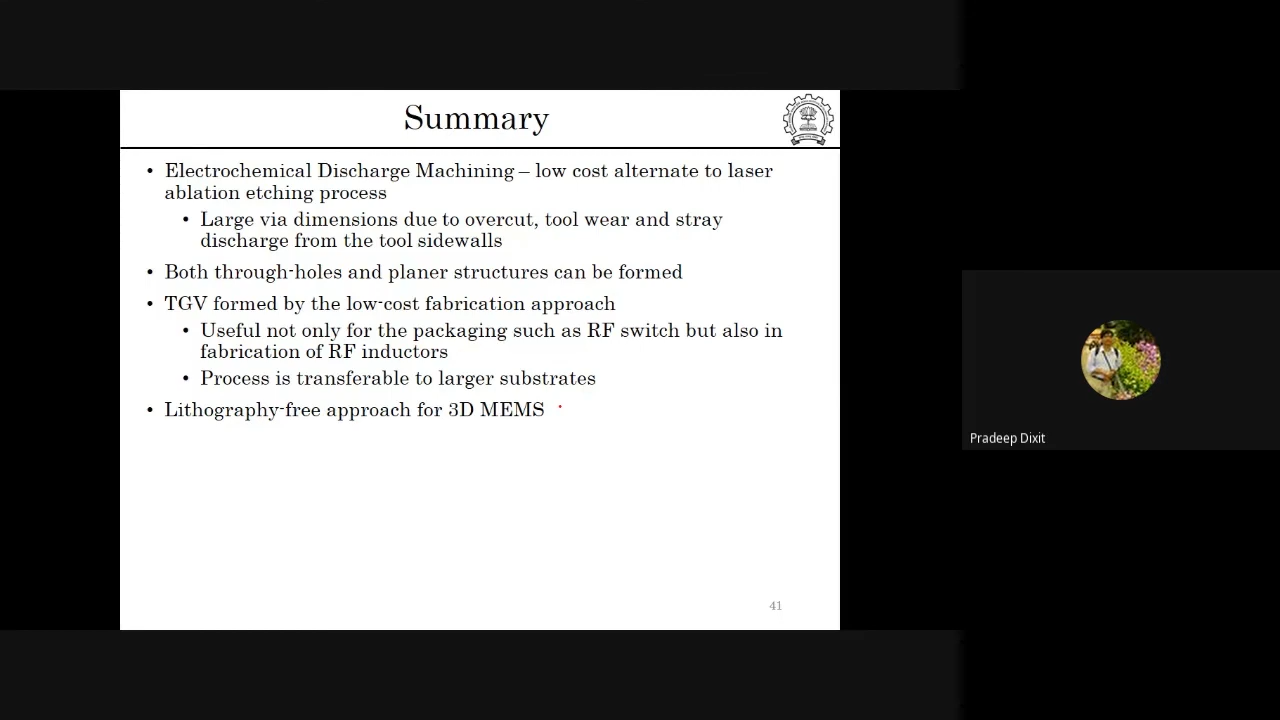 Summary
• Electrochemical Discharge Machining – low cost alternate to laser
ablation etching process
• Large via dimensions due to overcut, tool wear and stray
discharge from the tool sidewalls
• Both through-holes and planer structures can be formed
• TGV formed by the low-cost fabrication approach
• Useful not only for the packaging such as RF switch but also in
fabrication of RF inductors
• Process is transferable to larger substrates
• Lithography-free approach for 3D MEMS
41
Pradeep Dixit